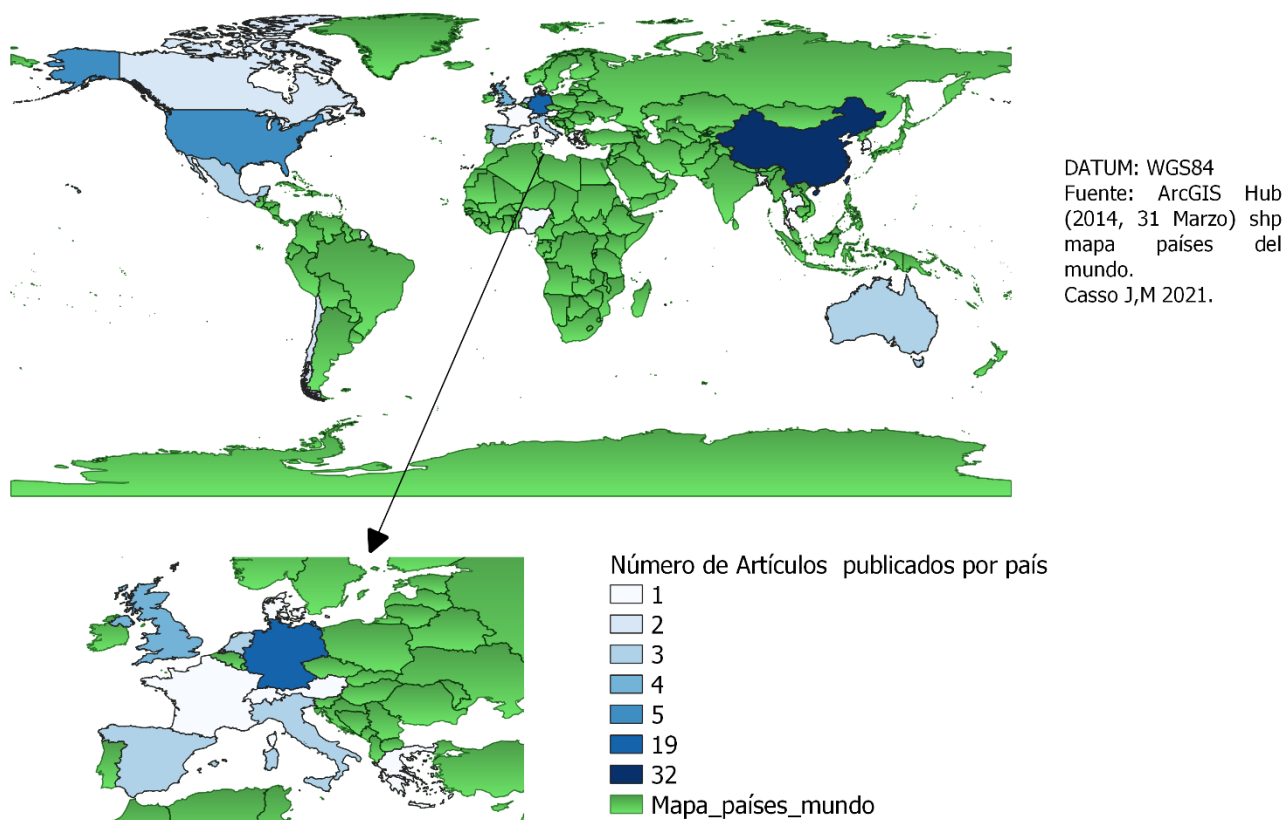 DATUM: WGS84
Fuente: ArcGIS Hub
(2014, 31 Marzo) shp
mapa países del
mundo.
Casso J,M 2021.
Número de Artículos publicados por país
1
2
3
4
5
19
32
Mapa_países_mundo